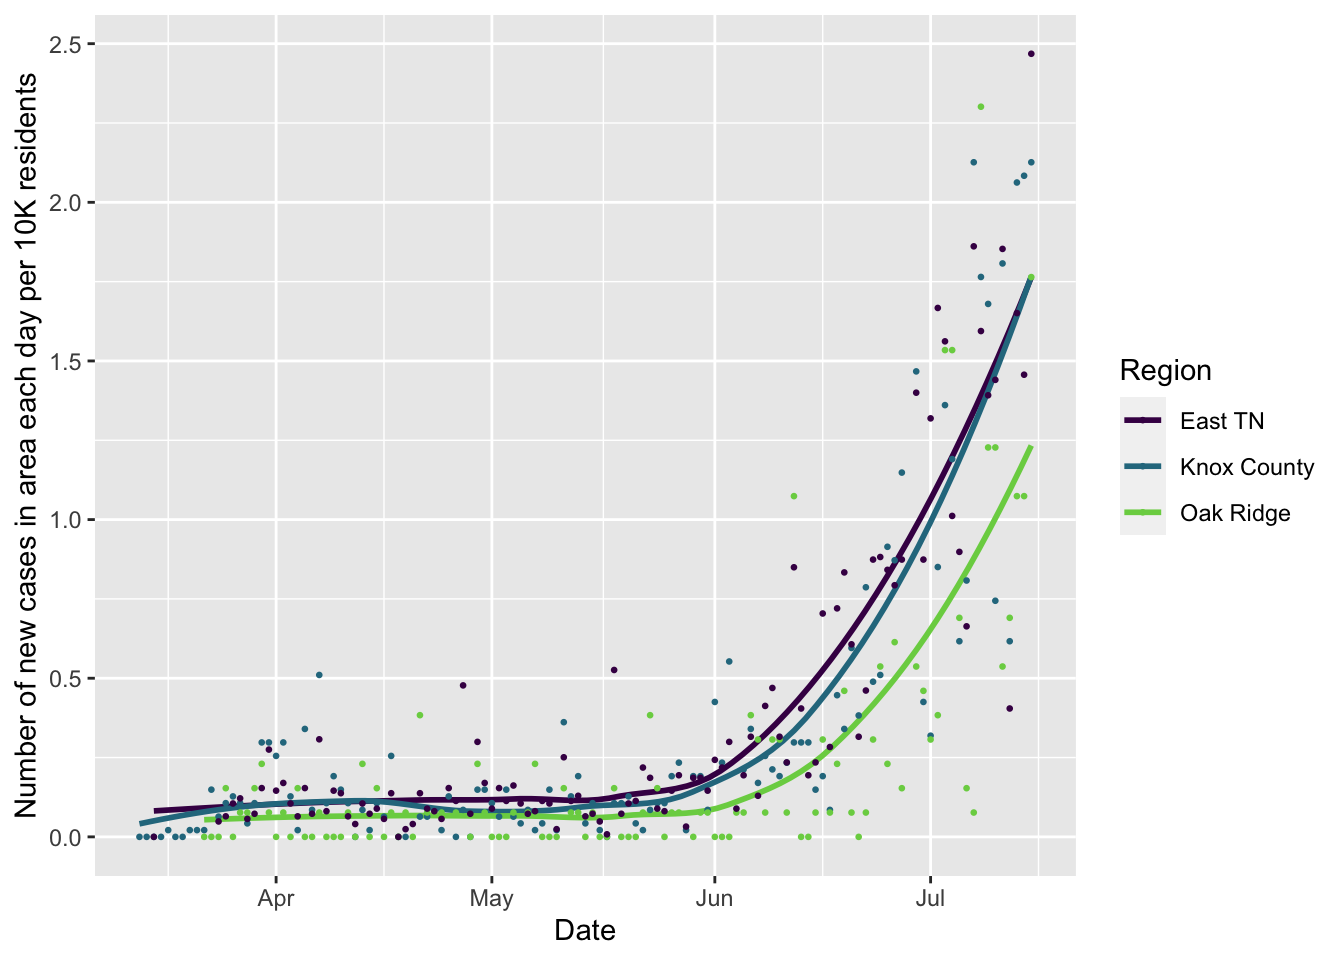 Number of new cases in area each day per 10K residents
2.5
2.0
1.5
1.0
0.5
0.0
Apr
May
Jun
Jul
Date
Region
East TN
Knox County
Oak Ridge